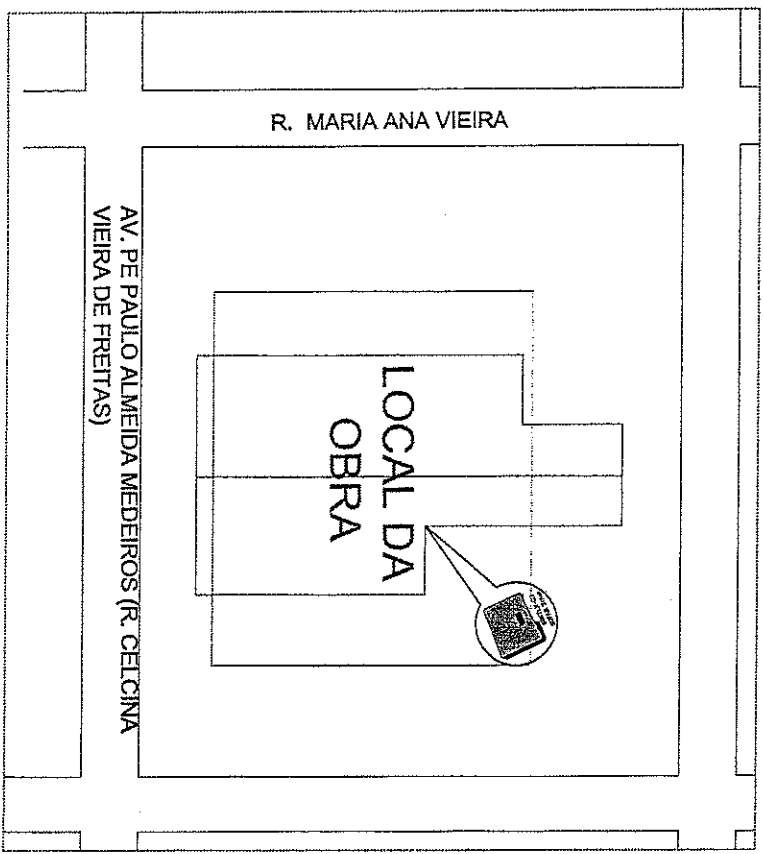 R. MARIA ANA VIEIRA
LOCAL DA
OBRA
AV. PE PAULO ALMEIDA MEDEIROS (R. CELCINA
VIEIRA DE FREITAS)